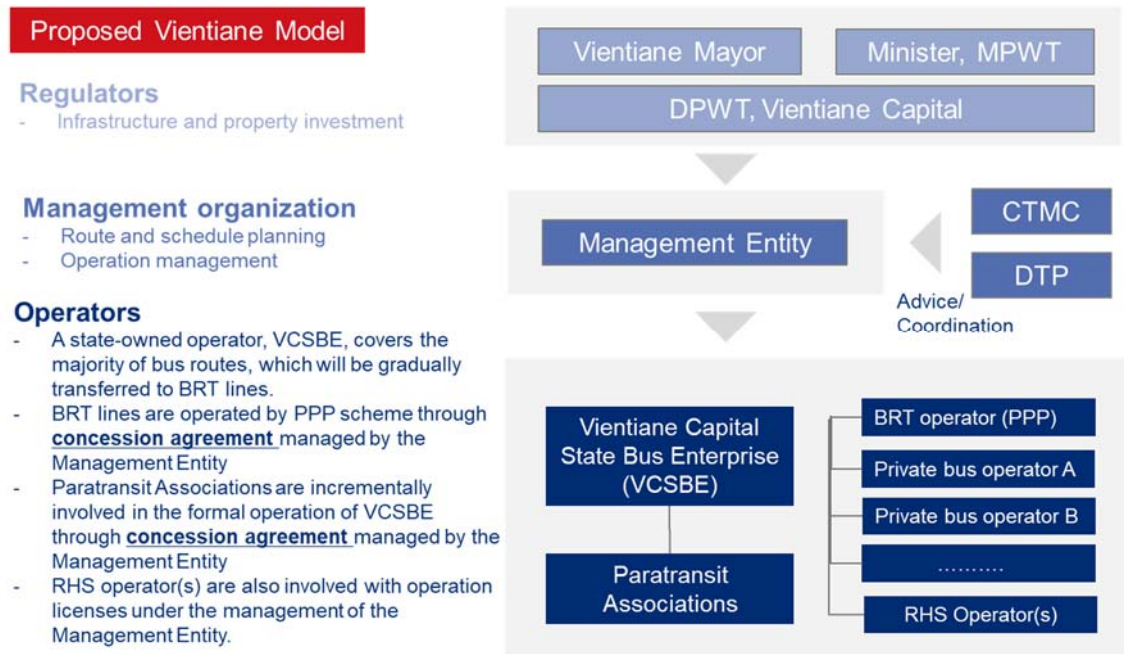 Proposed Vientiane Model
Regulators
- Infrastructure and property investment
Vientiane Mayor
Minister, MPWT
DPWT, Vientiane Capital
Management organization
- Route and schedule planning
- Operation management
Management Entity
CTMC
DTP
Advice/
Coordination
Operators
- A state-owned operator, VCSBE, covers the
majority of bus routes, which will be gradually
transferred to BRT lines.
- BRT lines are operated by PPP scheme through
concession agreement managed by the
Management Entity
- Paratransit Associations are incrementally
involved in the formal operation of VCSBE
through concession agreement managed by the
Management Entity
- RHS operator(s) are also involved with operation
licenses under the management of the
Management Entity.
Vientiane Capital
State Bus Enterprise
(VCSBE)
Paratransit
Associations
BRT operator (PPP)
Private bus operator A
Private bus operator B
..........
RHS Operator(s)